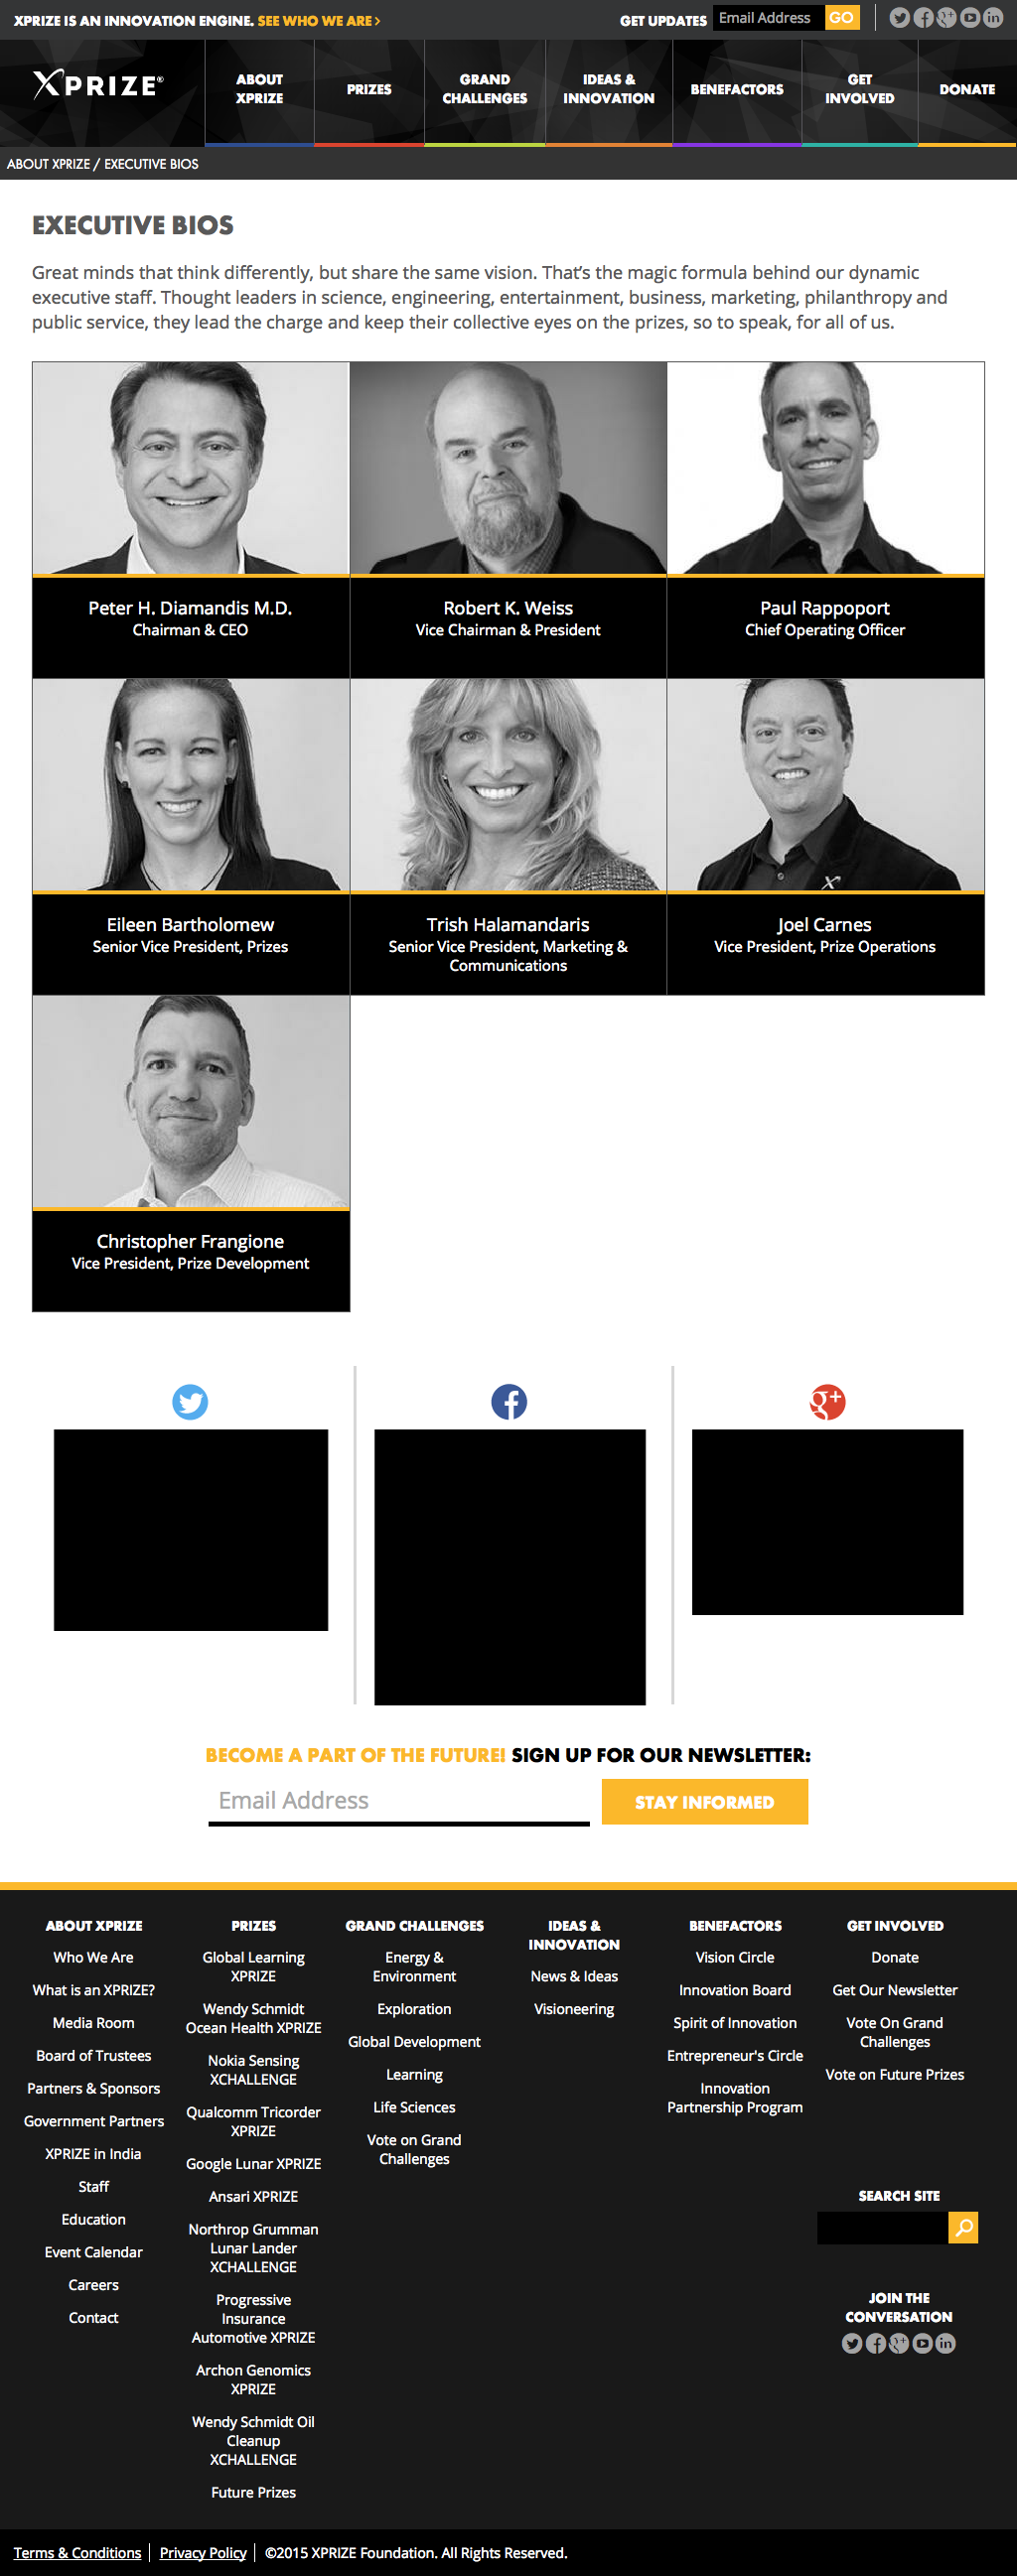 XPRIZE IS AN INNOVATION ENGINE. SEE WHO WE ARE >
GET UPDATES Email Address GO
XPRIZE®
ABOUT
XPRIZE
PRIZES
GRAND
CHALLENGES
IDEAS &
INNOVATION
BENEFACTORS
GET
INVOLVED
DONATE
ABOUT XPRIZE / EXECUTIVE BIOS
EXECUTIVE BIOS
Great minds that think differently, but share the same vision. That’s the magic formula behind our dynamic
executive staff. Thought leaders in science, engineering, entertainment, business, marketing, philanthropy and
public service, they lead the charge and keep their collective eyes on the prizes, so to speak, for all of us.
Peter H. Diamandis M.D.
Chairman & CEO
Robert K. Weiss
Vice Chairman & President
Paul Rappoport
Chief Operating Officer
Eileen Bartholomew
Senior Vice President, Prizes
Trish Halamandaris
Senior Vice President, Marketing &
Communications
Joel Carnes
Vice President, Prize Operations
Christopher Frangione
Vice President, Prize Development
BECOME A PART OF THE FUTURE! SIGN UP FOR OUR NEWSLETTER:
Email Address
STAY INFORMED
ABOUT XPRIZE
Who We Are
What is an XPRIZE?
Media Room
Board of Trustees
Partners & Sponsors
Government Partners
XPRIZE in India
Staff
Education
Event Calendar
Careers
Contact
PRIZES
Global Learning
XPRIZE
Wendy Schmidt
Ocean Health XPRIZE
Nokia Sensing
XCHALLENGE
Qualcomm Tricorder
XPRIZE
Google Lunar XPRIZE
Ansari XPRIZE
Northrop Grumman
Lunar Lander
XCHALLENGE
Progressive
Insurance
Automotive XPRIZE
Archon Genomics
XPRIZE
Wendy Schmidt Oil
Cleanup
XCHALLENGE
Future Prizes
GRAND CHALLENGES
Energy &
Environment
Exploration
Global Development
Learning
Life Sciences
Vote on Grand
Challenges
IDEAS &
INNOVATION
News & Ideas
Visioneering
BENEFACTORS
Vision Circle
Innovation Board
Spirit of Innovation
Entrepreneur's Circle
Innovation
Partnership Program
GET INVOLVED
Donate
Get Our Newsletter
Vote On Grand
Challenges
Vote on Future Prizes
SEARCH SITE
JOIN THE
CONVERSATION
Terms & Conditions | Privacy Policy | ©2015 XPRIZE Foundation. All Rights Reserved.